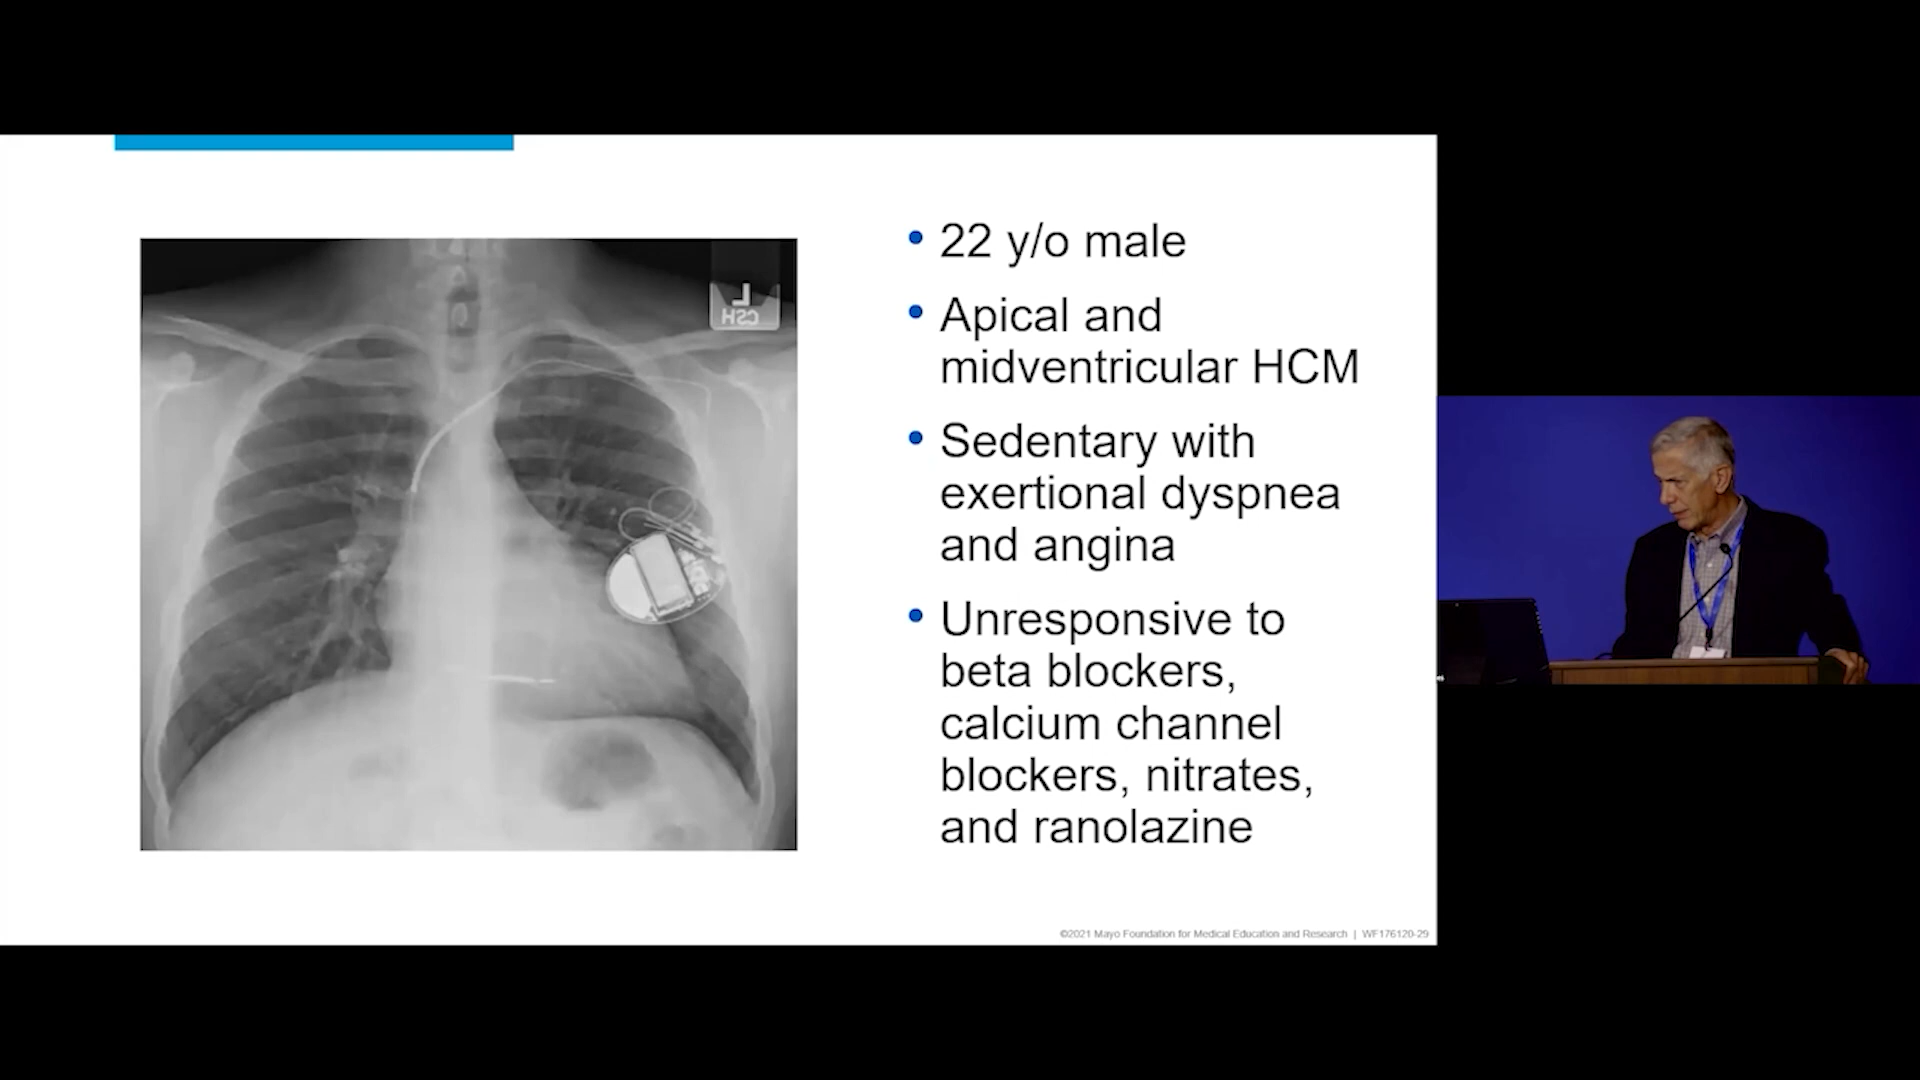 L
CSH
• 22 y/o male
• Apical and
midventricular HCM
• Sedentary with
exertional dyspnea
and angina
• Unresponsive to
beta blockers,
calcium channel
blockers, nitrates,
and ranolazine
©2021 Mayo Foundation for Medical Education and Research | WF176120-29